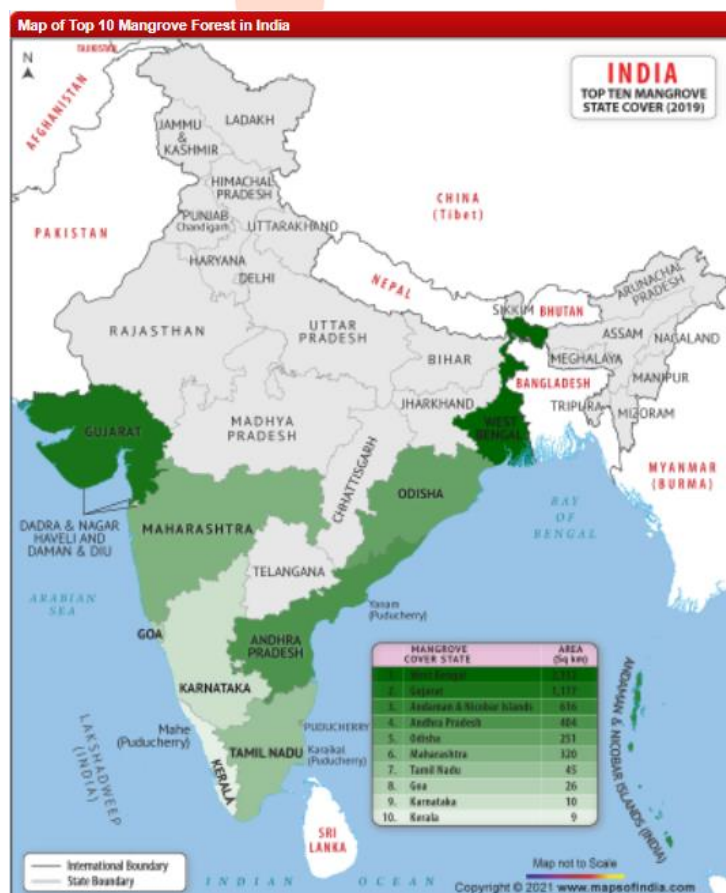 Map of Top 10 Mangrove Forest in India
N
INDIA
TOP TEN MANGROVE
STATE COVER (2019)
AFGHANISTAN
LADAKH
JAMMU
&
KASHMIR
HIMACHAL
PRADESH
CHINA
(Tibet)
PAKISTAN
PUNJAB
Chandigarh
UTTARAKHAND
HARYANA
DELHI
NEPAL
ARUNACHAL
PRADESH
SIKKIM
BHUTAN
RAJASTHAN
UTTAR
PRADESH
ASSAM
NAGALAND
BIHAR
MEGHALAYA
MANIPUR
BANGLADESH
GUJARAT
MADHYA
PRADESH
JHARKHAND
WEST
BENGAL
TRIPURA
MIZORAM
CHHATTISGARH
MYANMAR
(BURMA)
ODISHA
DADRA & NAGAR
HAVELI AND
DAMAN & DIU
MAHARASHTRA
BAY
OF
BENGAL
TELANGANA
ARABIAN
SEA
Yanam
(Puducherry)
GOA
ANDHRA
PRADESH
KARNATAKA
MANGROVE
COVER STATE
AREA
(Sq km)
1. West Bengal
2. Gujarat 1,177
3. Andaman & Nicobar Islands 616
4. Andhra Pradesh 404
5. Odisha 251
6. Maharashtra 320
7. Tamil Nadu 45
8. Goa 26
9. Karnataka 10
10. Kerala 9
ANDAMAN & NICOBAR ISLANDS (INDIA)
LAKSHADWEEP
(INDIA)
Mahe
(Puducherry)
PUDUCHERRY
Karaikal
(Puducherry)
TAMIL NADU
KERALA
SRI
LANKA
International Boundary
State Boundary
INDIAN OCEAN
Map not to Scale
Copyright © 2021 www.mapsofindia.com